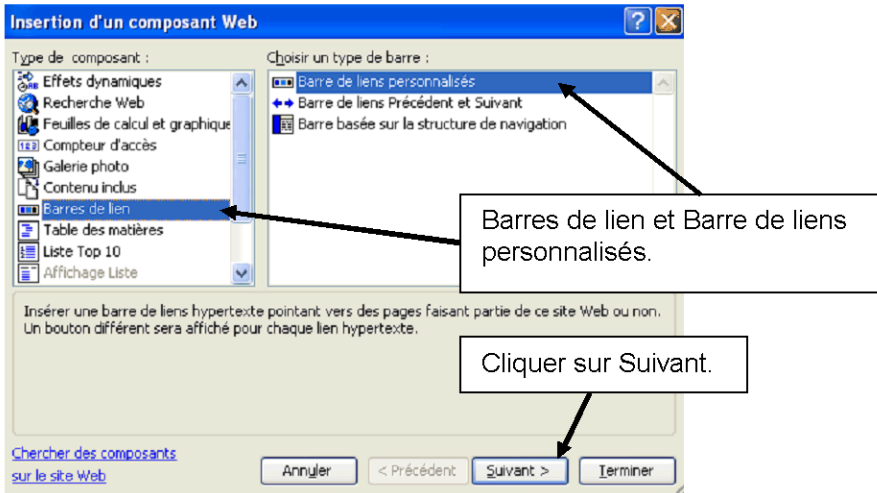 Insertion d'un composant Web
Type de composant :
Effets dynamiques
Recherche Web
Feuilles de calcul et graphique
Compteur d'accès
Galerie photo
Contenu inclus
Barres de lien
Table des matières
Liste Top 10
Affichage Liste
Choisir un type de barre :
Barre de liens personnalisés
Barre de liens Précédent et Suivant
Barre basée sur la structure de navigation
Barres de lien et Barre de liens
personnalisés.
Insérer une barre de liens hypertexte pointant vers des pages faisant partie de ce site Web ou non.
Un bouton différent sera affiché pour chaque lien hypertexte.
Cliquer sur Suivant.
Chercher des composants
sur le site Web
Annuler
< Précédent
Suivant >
Terminer